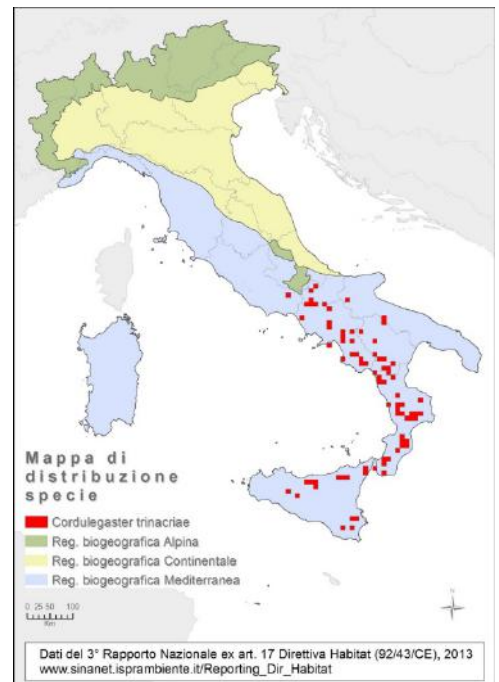 Mappa di
distribuzione
specie
Cordulegaster trinacriae
Reg. biogeografica Alpina
Reg. biogeografica Continentale
Reg. biogeografica Mediterranea
0 25 50 100
Km
N
Dati del 3° Rapporto Nazionale ex art. 17 Direttiva Habitat (92/43/CE), 2013
www.sinanet.isprambiente.it/Reporting_Dir_Habitat